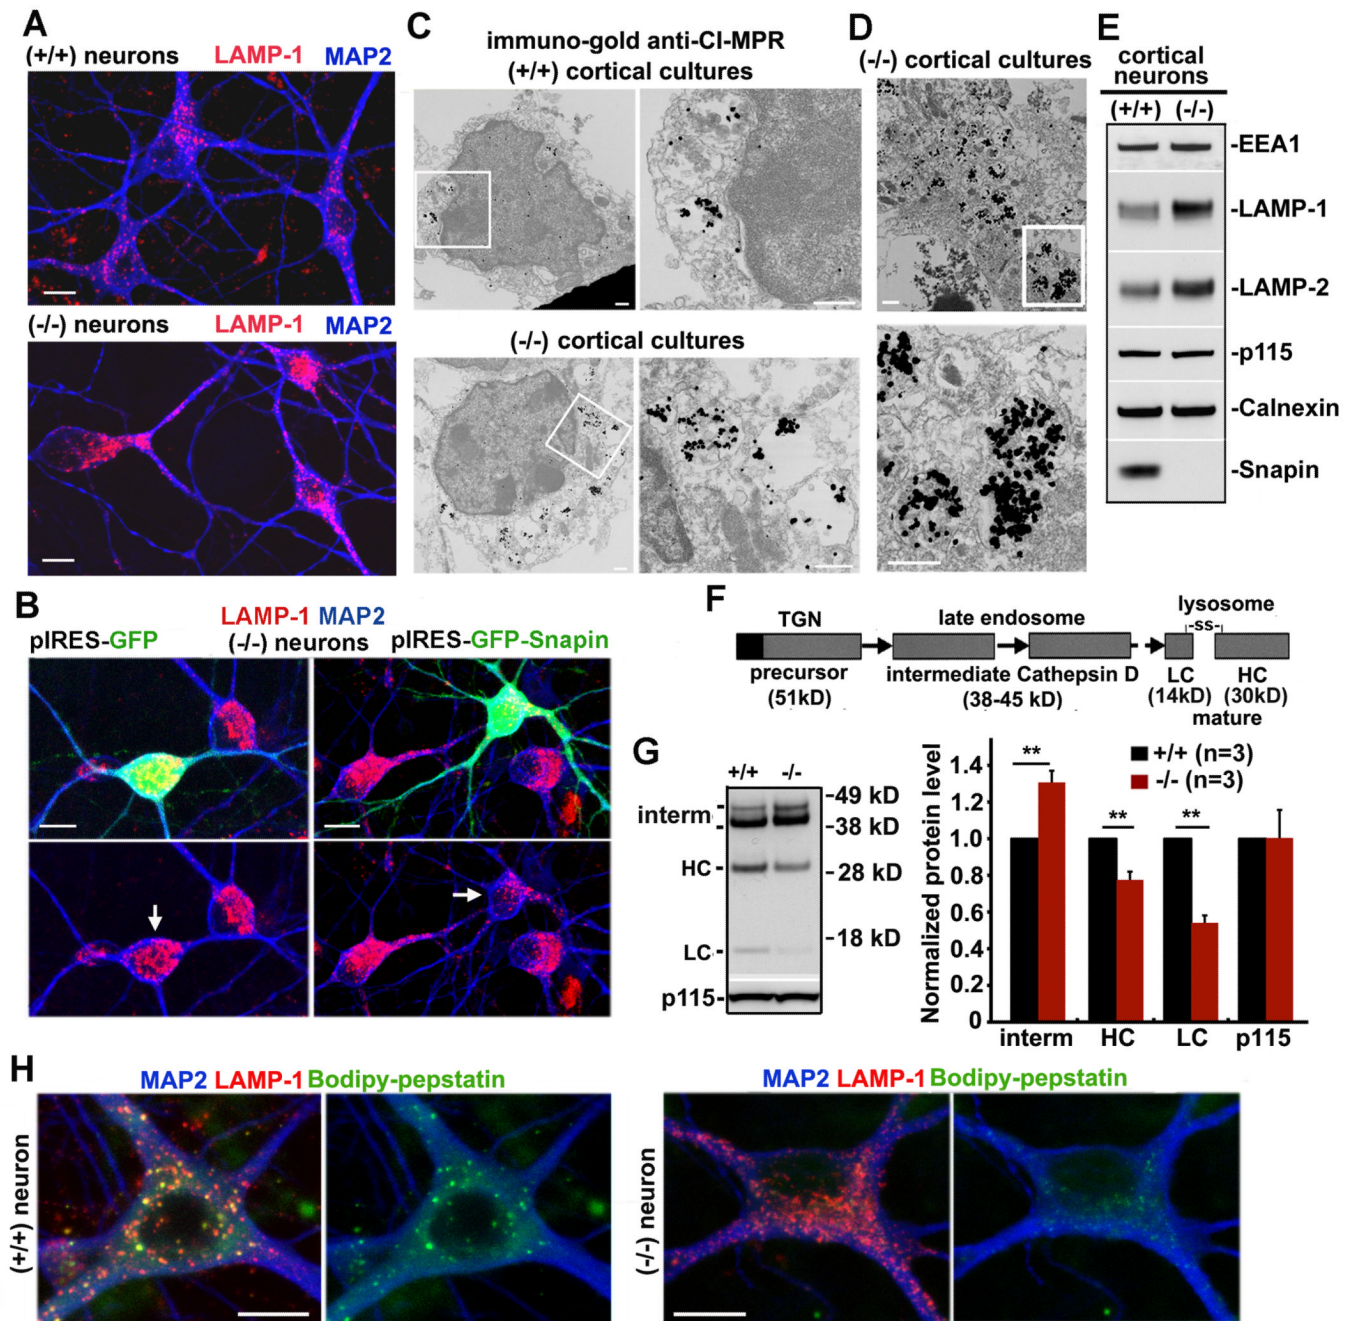 A
(+/+) neurons LAMP-1 MAP2
(-/-) neurons LAMP-1 MAP2
B
LAMP-1 MAP2
pIRES-GFP (-/-) neurons pIRES-GFP-Snapin
C
immuno-gold anti-CI-MPR
(+/+) cortical cultures
(-/-) cortical cultures
D
(-/-) cortical cultures
E
cortical
neurons
(+/+) (-/-)
-EEA1
-LAMP-1
-LAMP-2
-p115
-Calnexin
-Snapin
F
TGN late endosome lysosome
-ss-
precursor intermediate Cathepsin D LC HC
(51kD) (38-45 kD) (14kD) (30kD)
mature
G
+/+ -/-
interm
HC-
LC-
p115-
-49 kD
-38 kD
-28 kD
-18 kD
Normalized protein level
1.4
1.2
1.0
0.8
0.6
0.4
0.2
0
+/+ (n=3)
-/- (n=3)
** ** **
interm HC LC p115
H
MAP2 LAMP-1 Bodipy-pepstatin
(+/+) neuron
MAP2 LAMP-1 Bodipy-pepstatin
(-/-) neuron